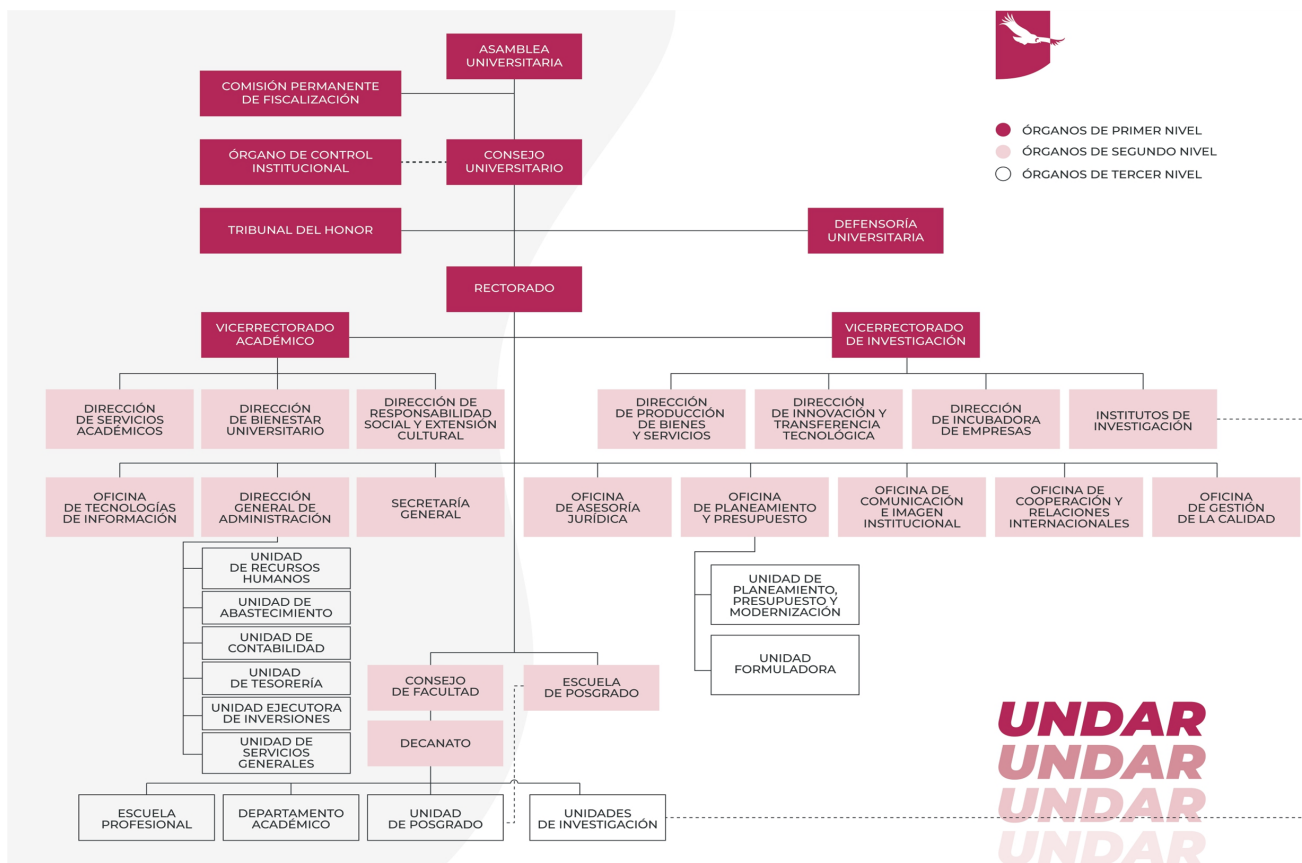 ASAMBLEA
UNIVERSITARIA
COMISIÓN PERMANENTE
DE FISCALIZACIÓN
ÓRGANO DE CONTROL
INSTITUCIONAL
CONSEJO
UNIVERSITARIO
TRIBUNAL DEL HONOR
DEFENSORÍA
UNIVERSITARIA
RECTORADO
ÓRGANOS DE PRIMER NIVEL
ÓRGANOS DE SEGUNDO NIVEL
ÓRGANOS DE TERCER NIVEL
VICERRECTORADO
ACADÉMICO
VICERRECTORADO
DE INVESTIGACIÓN
DIRECCIÓN
DE SERVICIOS
ACADÉMICOS
DIRECCIÓN
DE BIENESTAR
UNIVERSITARIO
DIRECCIÓN DE
RESPONSABILIDAD
SOCIAL Y EXTENSIÓN
CULTURAL
DIRECCIÓN
DE PRODUCCIÓN
DE BIENES
Y SERVICIOS
DIRECCIÓN
DE INNOVACIÓN Y
TRANSFERENCIA
TECNOLÓGICA
DIRECCIÓN
DE INCUBADORA
DE EMPRESAS
INSTITUTOS DE
INVESTIGACIÓN
OFICINA
DE TECNOLOGÍAS
DE INFORMACIÓN
DIRECCIÓN
GENERAL DE
ADMINISTRACIÓN
SECRETARÍA
GENERAL
OFICINA
DE ASESORÍA
JURÍDICA
OFICINA
DE PLANEAMIENTO
Y PRESUPUESTO
OFICINA DE
COMUNICACIÓN
E IMAGEN
INSTITUCIONAL
OFICINA DE
COOPERACIÓN Y
RELACIONES
INTERNACIONALES
OFICINA
DE GESTIÓN
DE LA CALIDAD
UNIDAD
DE RECURSOS
HUMANOS
UNIDAD DE
ABASTECIMIENTO
UNIDAD DE
CONTABILIDAD
UNIDAD
DE TESORERÍA
UNIDAD EJECUTORA
DE INVERSIONES
UNIDAD DE
SERVICIOS
GENERALES
UNIDAD DE
PLANEAMIENTO,
PRESUPUESTO Y
MODERNIZACIÓN
UNIDAD
FORMULADORA
CONSEJO
DE FACULTAD
ESCUELA
DE POSGRADO
DECANATO
ESCUELA
PROFESIONAL
DEPARTAMENTO
ACADÉMICO
UNIDAD
DE POSGRADO
UNIDADES
DE INVESTIGACIÓN
UNDAR
UNDAR
UNDAR
UNDAR